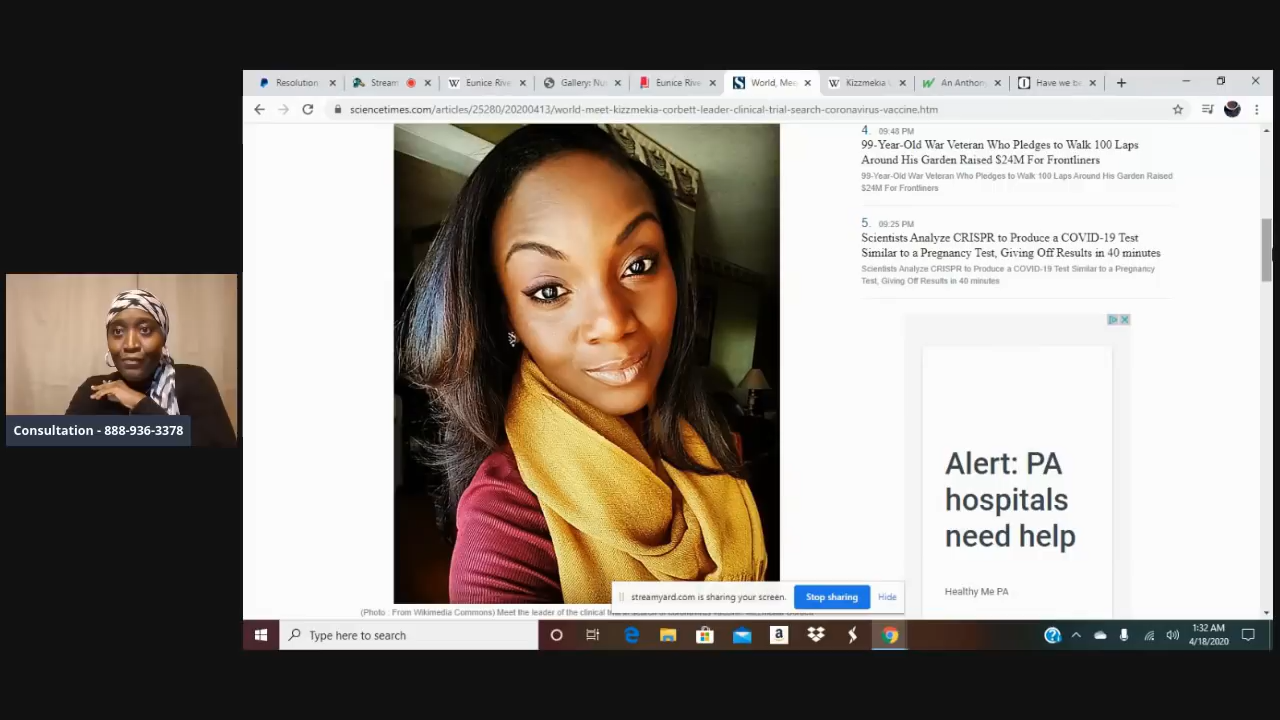 Resolution
Stream
Eunice Rive
Gallery: Nu
Eunice Rive
World, Mee
Kizzmekia
An Anthony
Have we be
sciencetimes.com/articles/25280/20200413/world-meet-kizzmekia-corbett-leader-clinical-trial-search-coronavirus-vaccine.htm
4. 09:48 PM
99-Year-Old War Veteran Who Pledges to Walk 100 Laps
Around His Garden Raised $24M For Frontliners
99-Year-Old War Veteran Who Pledges to Walk 100 Laps Around His Garden Raised
$24M For Frontliners
5. 09:25 PM
Scientists Analyze CRISPR to Produce a COVID-19 Test
Similar to a Pregnancy Test, Giving Off Results in 40 minutes
Scientists Analyze CRISPR to Produce a COVID-19 Test Similar to a Pregnancy
Test, Giving Off Results in 40 minutes
Alert: PA
hospitals
need help
Healthy Me PA
Consultation - 888-936-3378
streamyard.com is sharing your screen.
Stop sharing
Hide
(Photo : From Wikimedia Commons) Meet the leader of the clinical
Type here to search
1:32 AM
4/18/2020